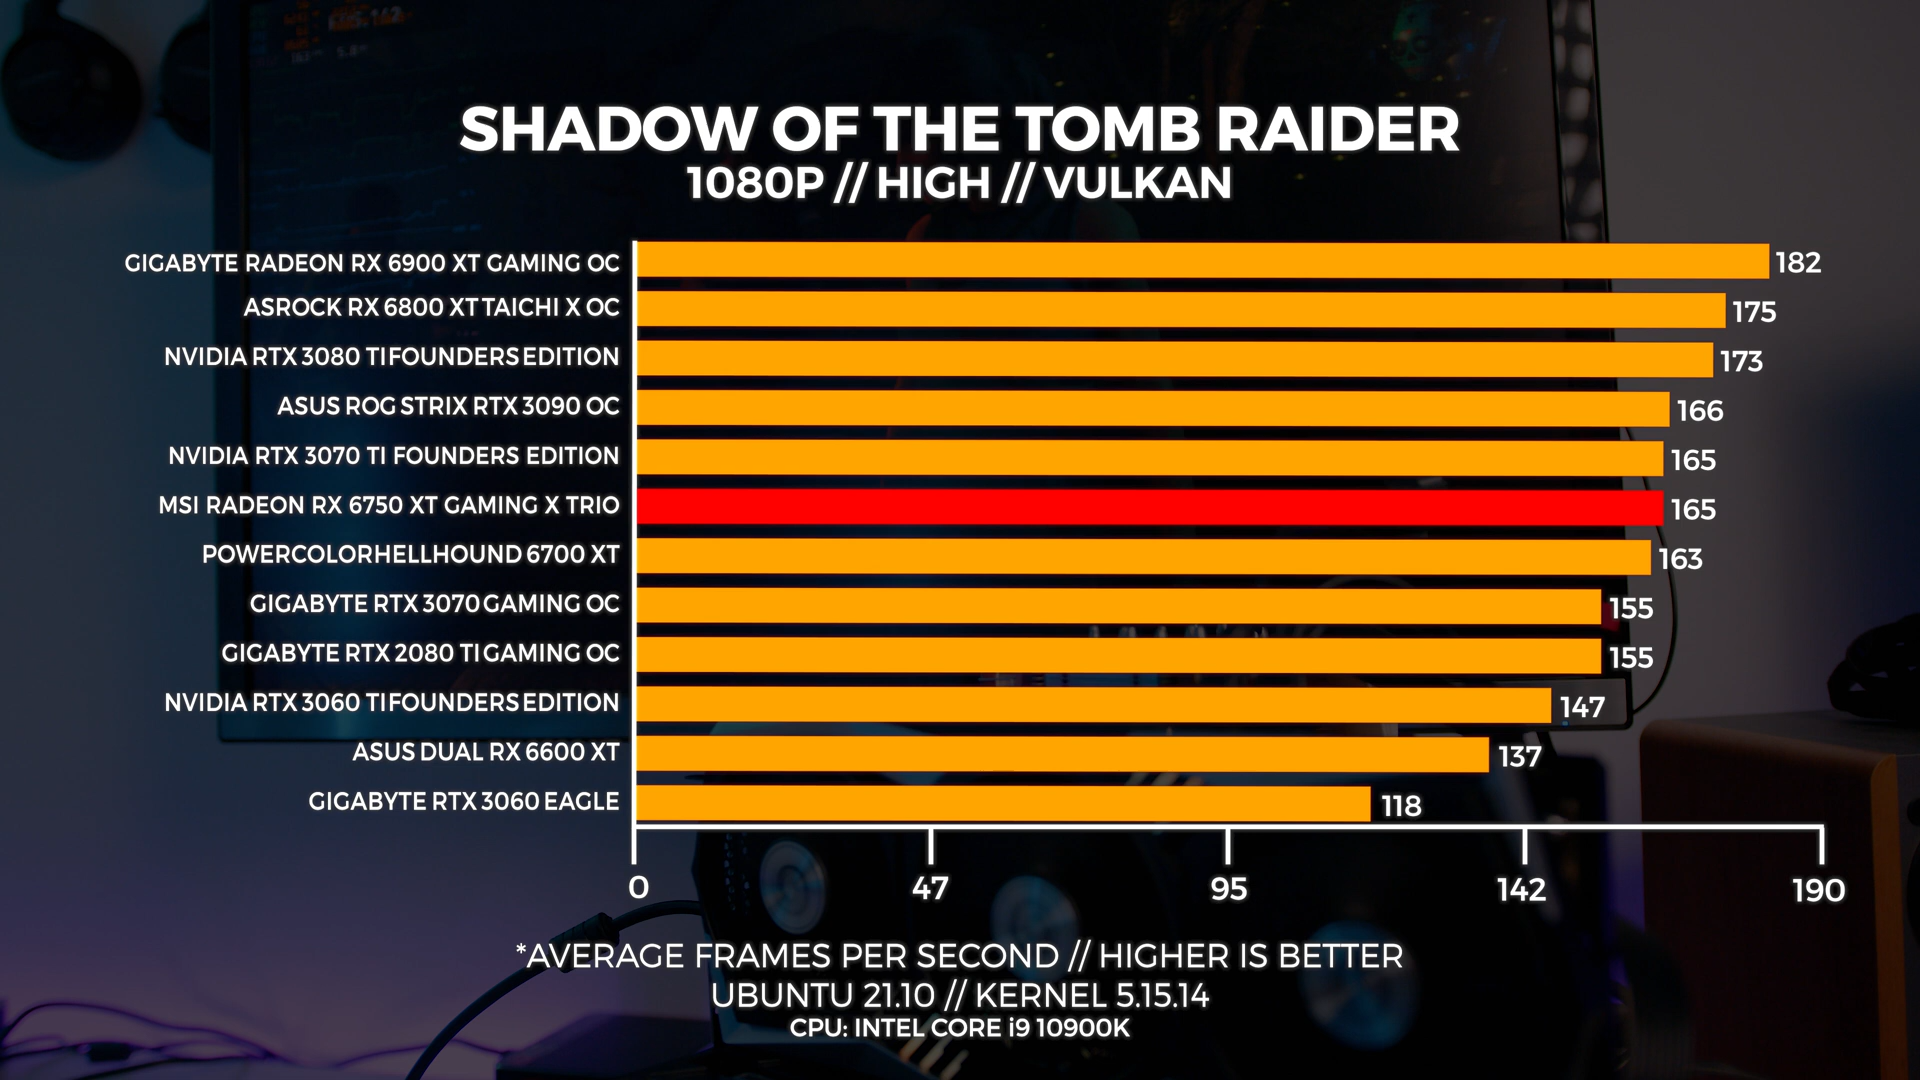 SHADOW OF THE TOMB RAIDER
1080P // HIGH // VULKAN
GIGABYTE RADEON RX 6900 XT GAMING OC 182
ASROCK RX 6800 XT TAICHI X OC 175
NVIDIA RTX 3080 TI FOUNDERS EDITION 173
ASUS ROG STRIX RTX 3090 OC 166
NVIDIA RTX 3070 TI FOUNDERS EDITION 165
MSI RADEON RX 6750 XT GAMING X TRIO 165
POWERCOLOR HELLHOUND 6700 XT 163
GIGABYTE RTX 3070 GAMING OC 155
GIGABYTE RTX 2080 TI GAMING OC 155
NVIDIA RTX 3060 TI FOUNDERS EDITION 147
ASUS DUAL RX 6600 XT 137
GIGABYTE RTX 3060 EAGLE 118
0 47 95 142 190
*AVERAGE FRAMES PER SECOND // HIGHER IS BETTER
UBUNTU 21.10 // KERNEL 5.15.14
CPU: INTEL CORE i9 10900K